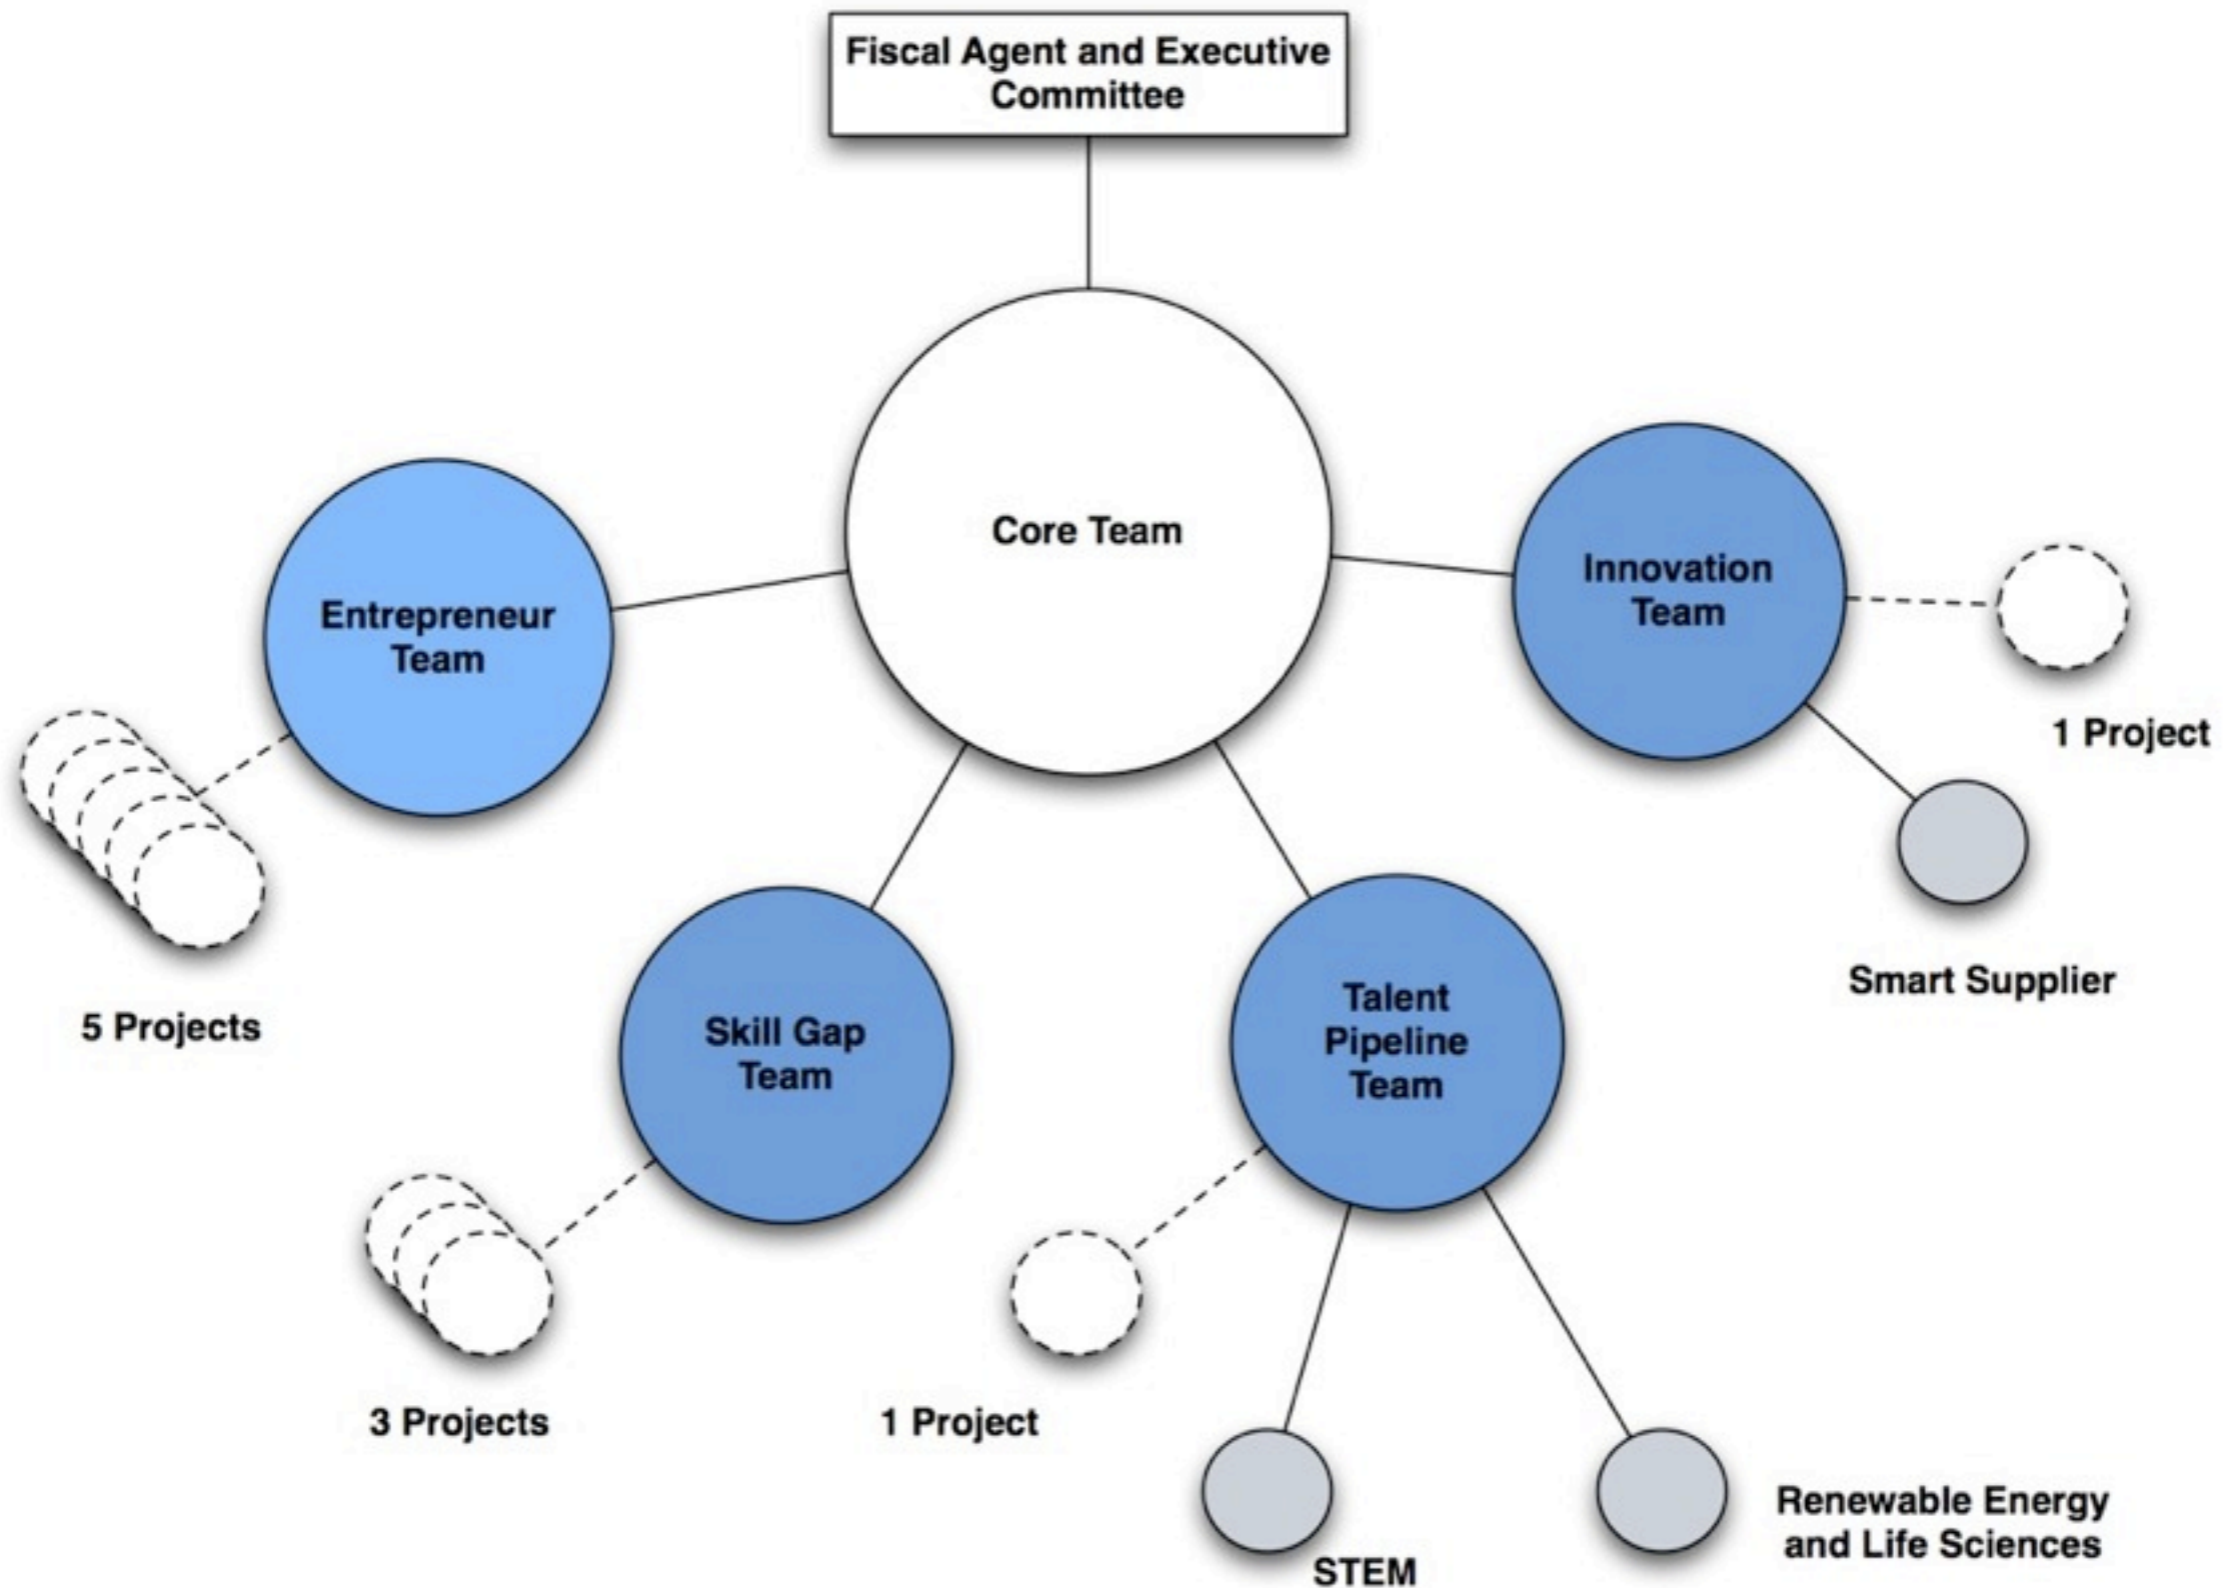 Fiscal Agent and Executive
Committee
Core Team
Innovation
Team
Entrepreneur
Team
1 Project
Smart Supplier
5 Projects
Skill Gap
Team
Talent
Pipeline
Team
3 Projects
1 Project
STEM
Renewable Energy
and Life Sciences